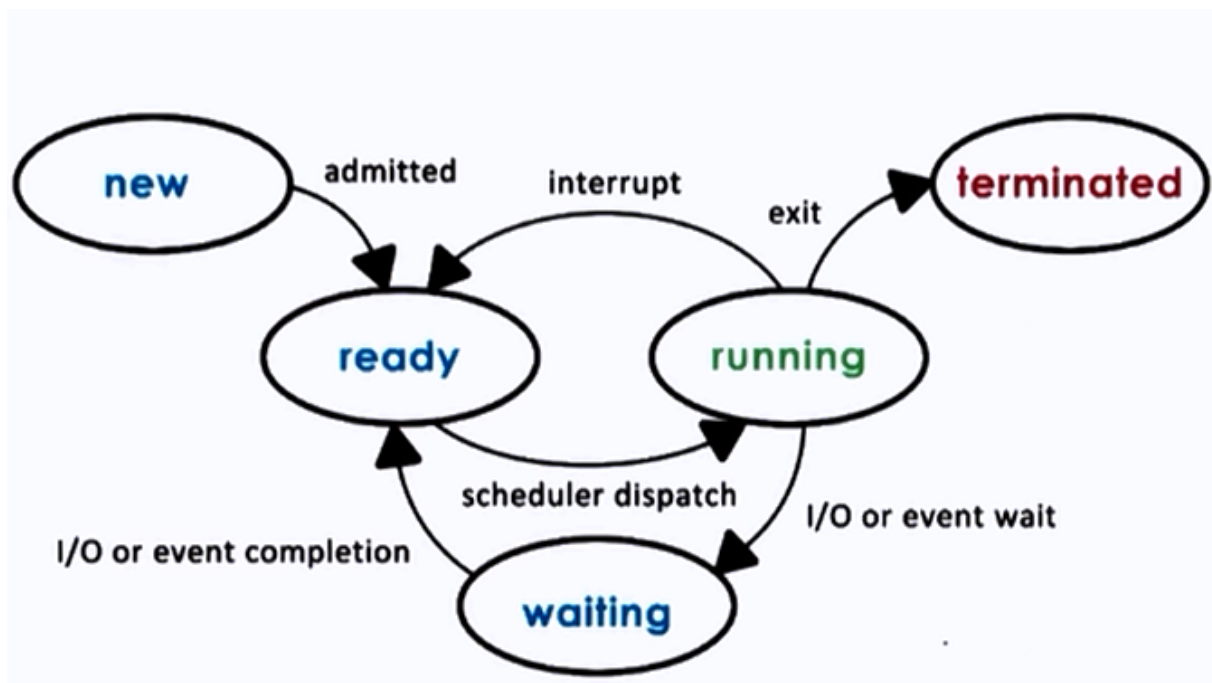 new
admitted
interrupt
exit
terminated
ready
running
scheduler dispatch
I/O or event wait
I/O or event completion
waiting